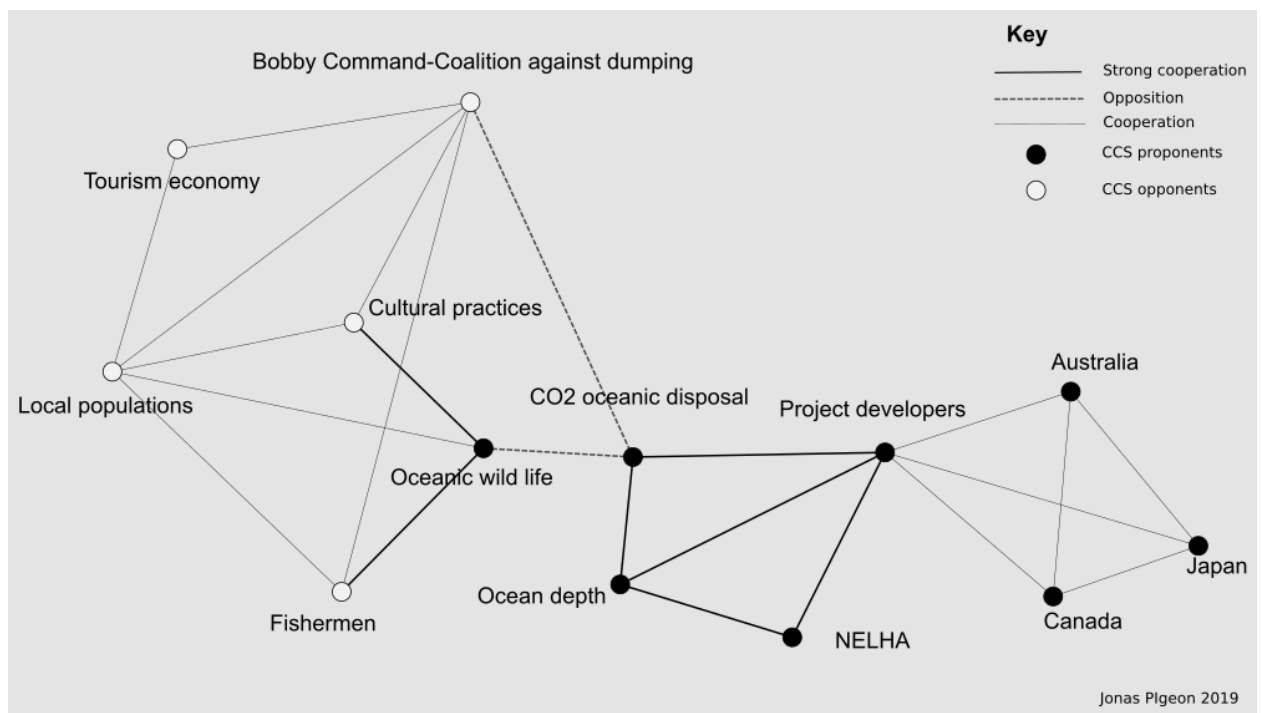 Key
Strong cooperation
Opposition
Cooperation
CCS proponents
CCS opponents
Bobby Command-Coalition against dumping
Tourism economy
Cultural practices
Local populations
CO2 oceanic disposal
Project developers
Australia
Oceanic wild life
Ocean depth
Japan
Fishermen
NELHA
Canada
Jonas PIgeon 2019